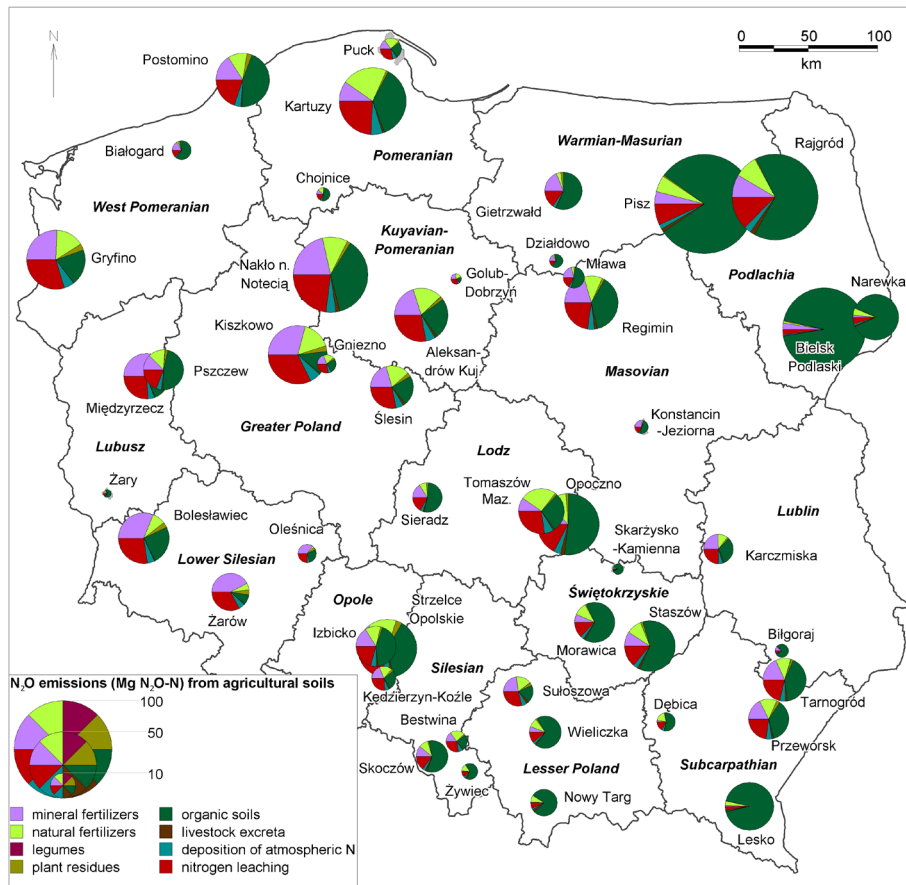 N
0 50 100
km
Puck
Postomino
Kartuzy
Białogard
Pomeranian
Chojnice
West Pomeranian
Warmian-Masurian
Rajgród
Gietrzwałd
Pisz
Działdowo
Mława
Podlachia
Narewka
Gryfino
Kuyavian-
Pomeranian
Nakło n.
Notecią
Golub-
Dobrzyń
Regimin
Bielsk
Podlaski
Kiszkowo
Gniezno
Aleksan-
drów Kuj.
Pszczew
Masovian
Międzyrzecz
Greater Poland
Ślesin
Konstancin
-Jeziorna
Lubusz
Lodz
Żary
Tomaszów
Maz.
Opoczno
Sieradz
Lublin
Bolesławiec
Oleśnica
Skarżysko
-Kamienna
Karczmiska
Lower Silesian
Żarów
Opole
Strzelce
Opolskie
Świętokrzyskie
Staszów
Izbicko
Morawica
Biłgoraj
Silesian
Kędzierzyn-Koźle
Sułoszowa
Tarnogród
Dębica
Bestwina
Wieliczka
Przeworsk
Skoczów
Lesser Poland
Subcarpathian
Żywiec
Nowy Targ
Lesko
N₂O emissions (Mg N₂O-N) from agricultural soils
100
50
10
mineral fertilizers
natural fertilizers
legumes
plant residues
organic soils
livestock excreta
deposition of atmospheric N
nitrogen leaching